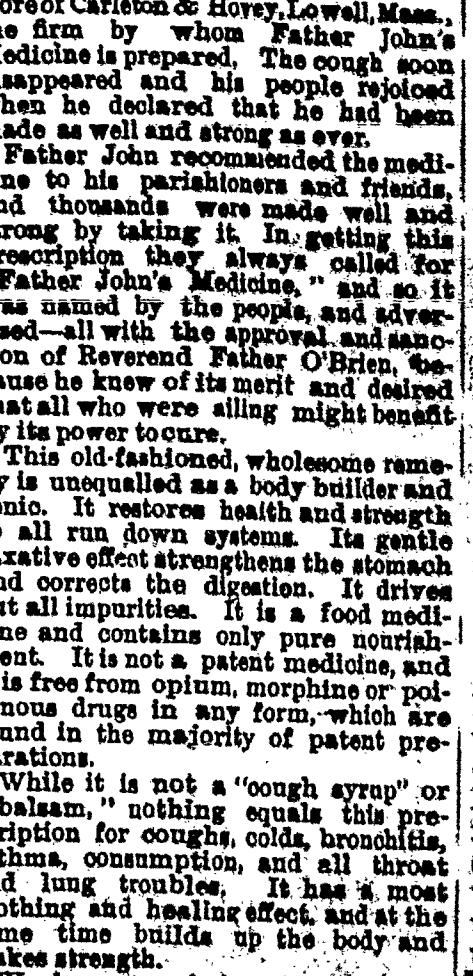 ore of Carleton & Hovey, Lowell, Mass.,
e firm by whom Father John's
edicine is prepared. The cough soon
sappeared and his people rejoiced
hen he declared that he had been
ade as well and strong as ever.
Father John recommended the medi-
ne to his parishioners and friends,
nd thousands were made well and
rong by taking it. In getting this
rescription they always called for
Father John's Medicine," and so it
as named by the people, and adver-
sed—all with the approval and sanc-
on of Reverend Father O'Brien, be-
ause he knew of its merit and desired
hat all who were ailing might benefit
y its power to cure.
This old-fashioned, wholesome reme-
y is unequalled as a body builder and
onic. It restores health and strength
all run down systems. Its gentle
xative effect strengthens the stomach
nd corrects the digestion. It drives
ut all impurities. It is a food medi-
ne and contains only pure nourish-
ent. It is not a patent medicine, and
is free from opium, morphine or poi-
nous drugs in any form, which are
und in the majority of patent pre-
rations.
While it is not a "cough syrup" or
balsam," nothing equals this pre-
ription for coughs, colds, bronchitis,
thma, consumption, and all throat
d lung troubles. It has a most
othing and healing effect, and at the
me time builds up the body and
akes strength.